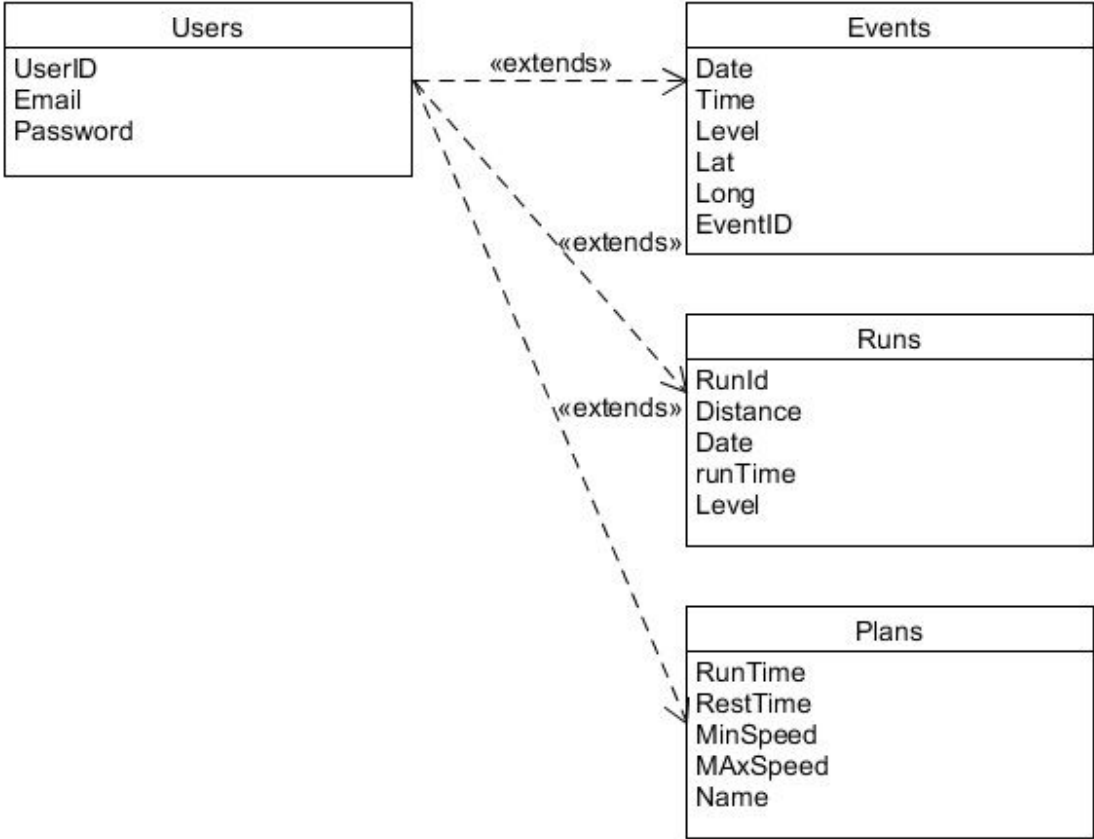 Users
UserID
Email
Password
«extends»
Events
Date
Time
Level
Lat
Long
EventID
«extends»
Runs
RunId
Distance
Date
runTime
Level
«extends»
Plans
RunTime
RestTime
MinSpeed
MAxSpeed
Name